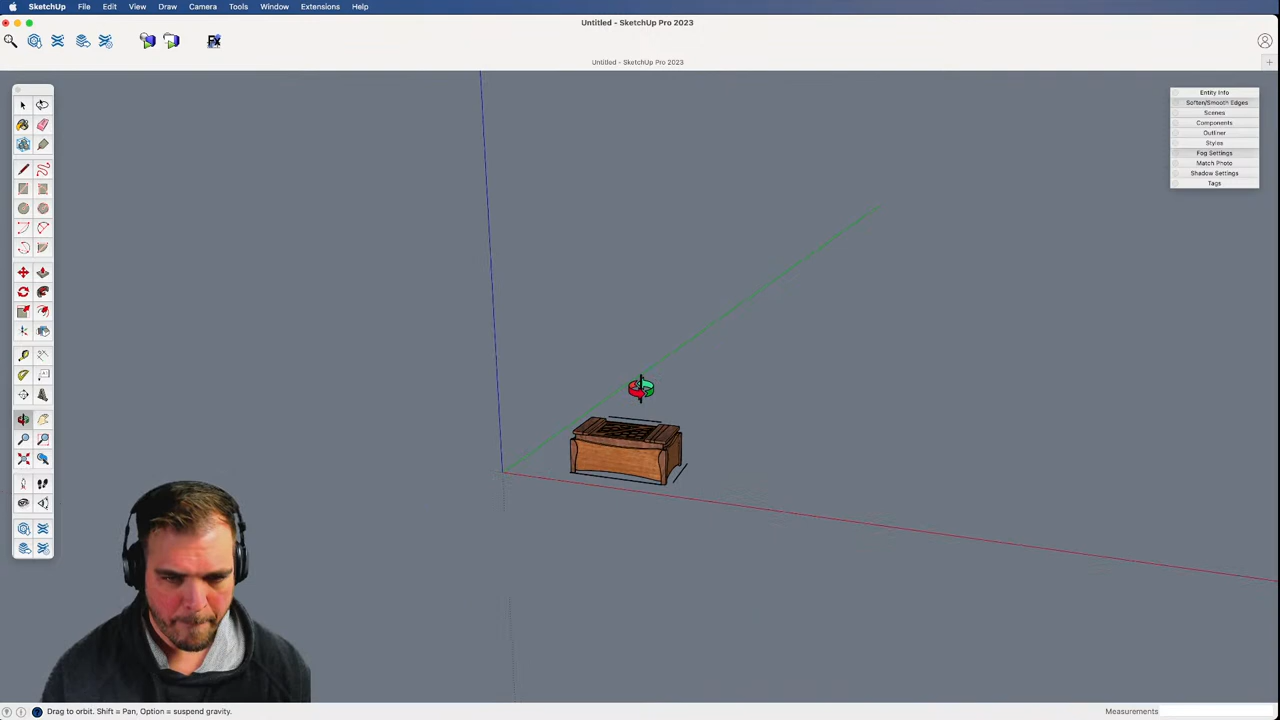 SketchUp File Edit View Draw Camera Tools Window Extensions Help
Untitled - SketchUp Pro 2023
Untitled - SketchUp Pro 2023
Entity Info
Soften/Smooth Edges
Scenes
Components
Outliner
Styles
Fog Settings
Match Photo
Shadow Settings
Tags
Drag to orbit. Shift = Pan, Option = suspend gravity.
Measurements